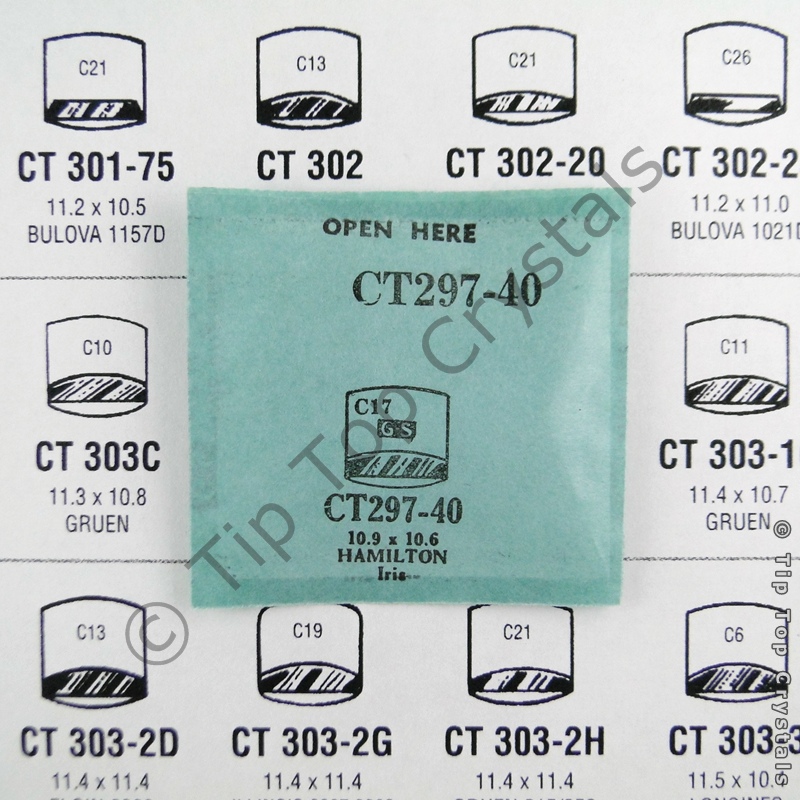 C21
C13
C21
C26
CT 301-75
CT 302
CT 302-20
CT 302-2
11.2 x 10.5
11.2 x 11.0
BULOVA 1157D
BULOVA 1021D
OPEN HERE
CT297-40
C10
C17
GS
C11
CT297-40
10.9 x 10.6
HAMILTON
Iris
CT 303C
CT 303-1
11.3 x 10.8
11.4 x 10.7
GRUEN
GRUEN
C13
C19
C21
C6
CT 303-2D
CT 303-2G
CT 303-2H
CT 303-3
11.4 x 11.4
11.4 x 11.4
11.4 x 11.4
11.5 x 10
© Tip Top Crystals
© Tip Top Crystals